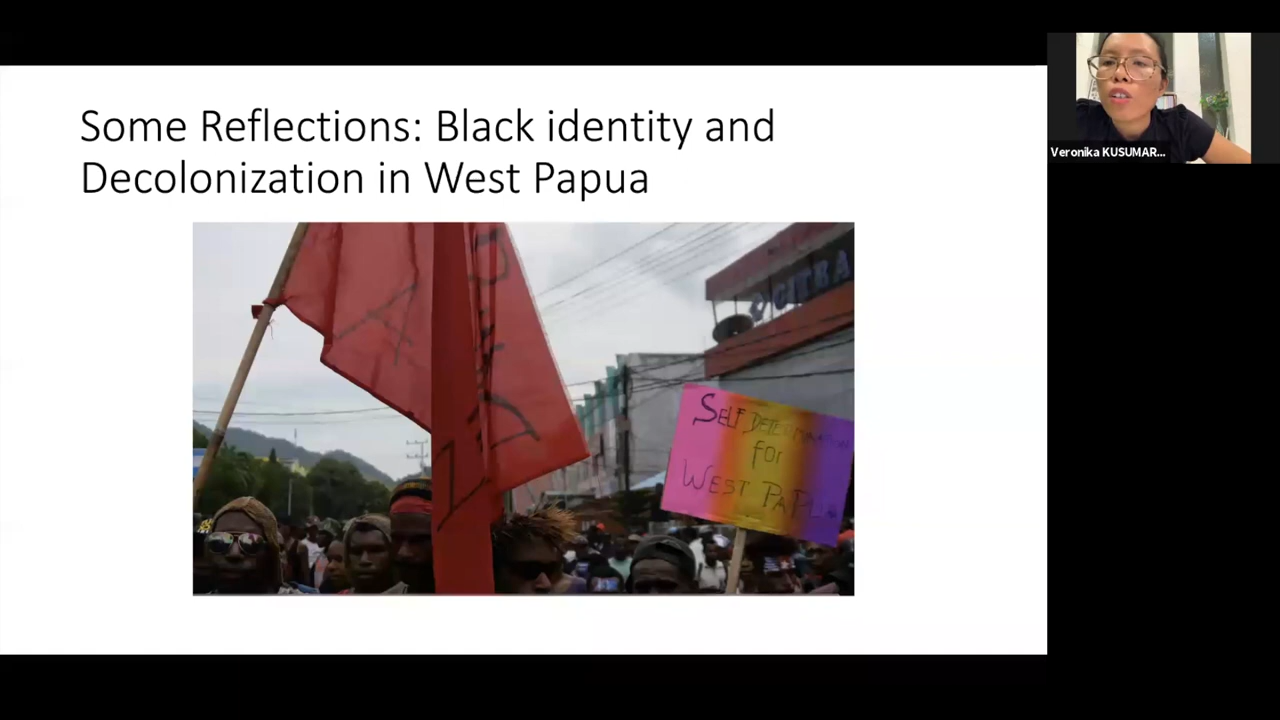 Some Reflections: Black identity and
Decolonization in West Papua
Veronika KUSUMAR...
CITRA
SELF DETERMINATION
for
WEST PAPUA